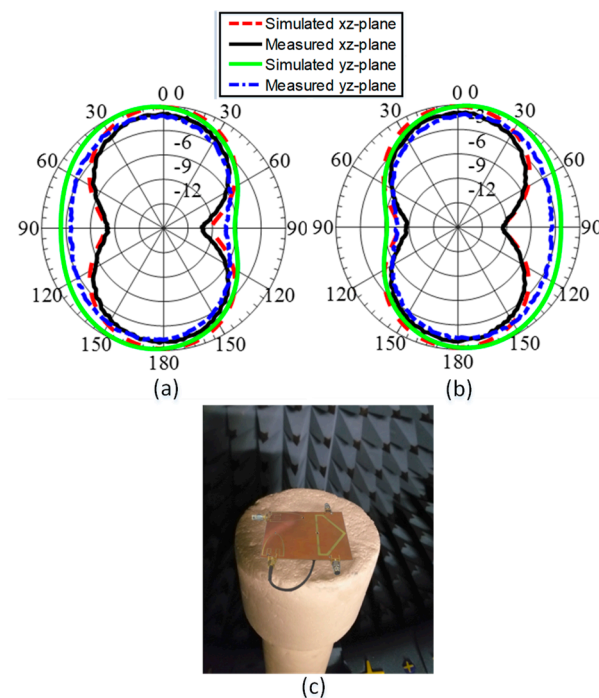 Simulated xz-plane
Measured xz-plane
Simulated yz-plane
Measured yz-plane
0 0
30 30
-3
60 -6 60
-9
-12
90 90
120 120
150 150
180
(a)
0 0
30 30
-3
60 -6 60
-9
-12
90 90
120 120
150 150
180
(b)
(c)